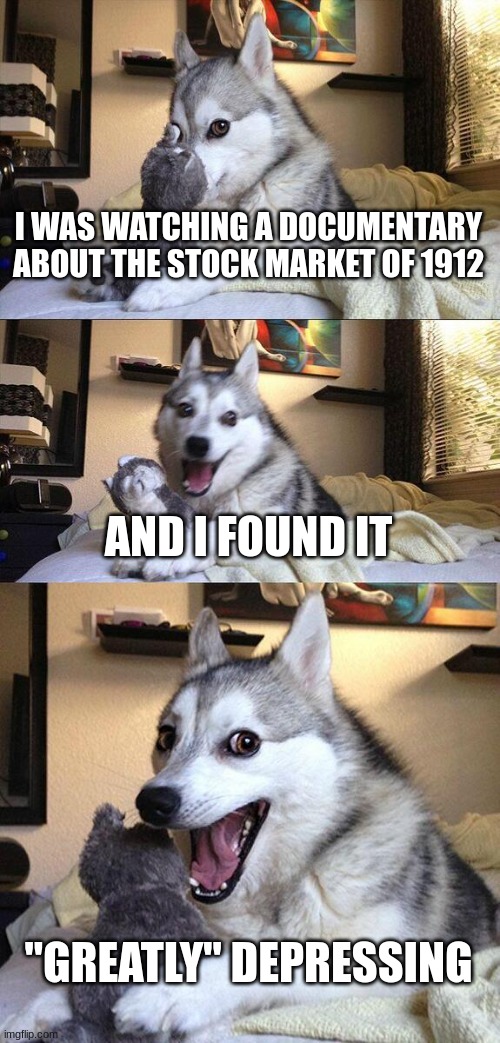 I WAS WATCHING A DOCUMENTARY
ABOUT THE STOCK MARKET OF 1912
AND I FOUND IT
"GREATLY" DEPRESSING
imgflip.com